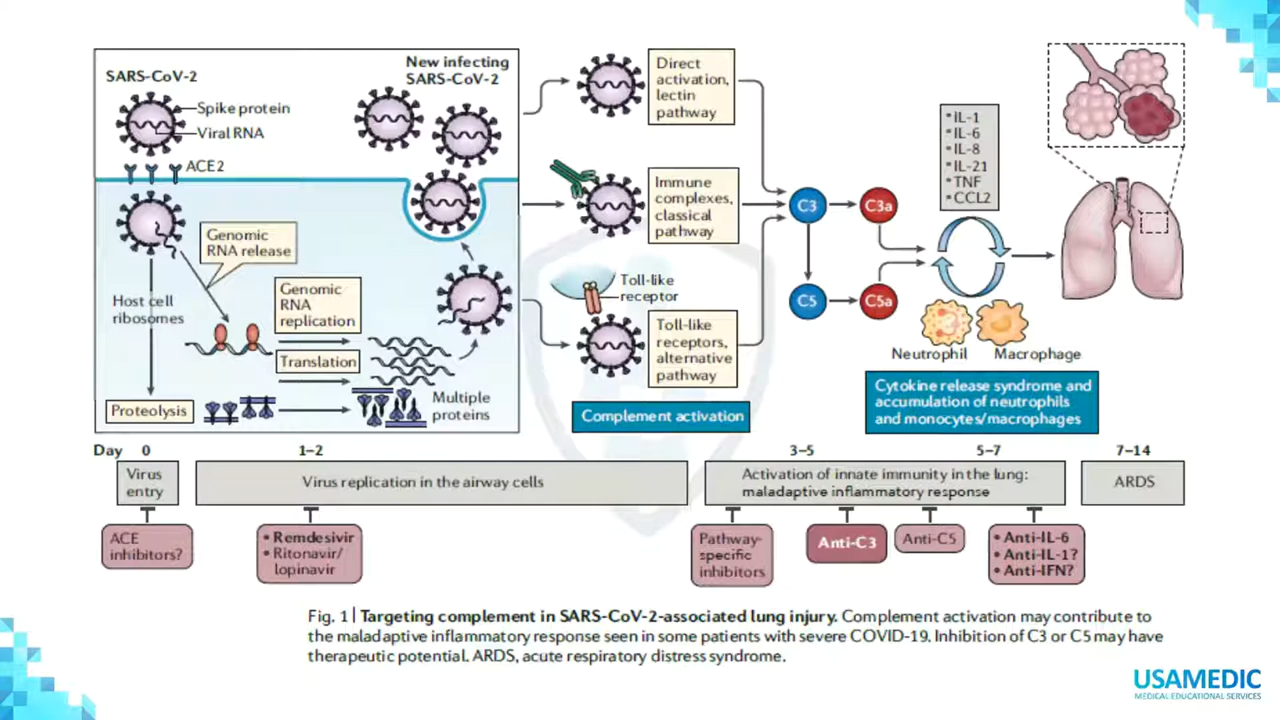 SARS-CoV-2
Spike protein
Viral RNA
ACE2
New infecting
SARS-CoV-2
Genomic
RNA release
Host cell
ribosomes
Genomic
RNA
replication
Translation
Proteolysis
Multiple
proteins
Direct
activation,
lectin
pathway
Immune
complexes,
classical
pathway
Toll-like
receptor
Toll-like
receptors,
alternative
pathway
Complement activation
C3
C3a
C5
C5a
• IL-1
• IL-6
• IL-8
• IL-21
• TNF
• CCL2
Neutrophil
Macrophage
Cytokine release syndrome and
accumulation of neutrophils
and monocytes/macrophages
Day 0 1–2 3–5 5–7 7–14
Virus
entry
Virus replication in the airway cells
Activation of innate immunity in the lung:
maladaptive inflammatory response
ARDS
ACE
inhibitors?
• Remdesivir
• Ritonavir/
lopinavir
Pathway-
specific
inhibitors
Anti-C3
Anti-C5
• Anti-IL-6
• Anti-IL-1?
• Anti-IFN?
Fig. 1 | Targeting complement in SARS-CoV-2-associated lung injury. Complement activation may contribute to
the maladaptive inflammatory response seen in some patients with severe COVID-19. Inhibition of C3 or C5 may have
therapeutic potential. ARDS, acute respiratory distress syndrome.
USAMEDIC
MEDICAL EDUCATIONAL SERVICES